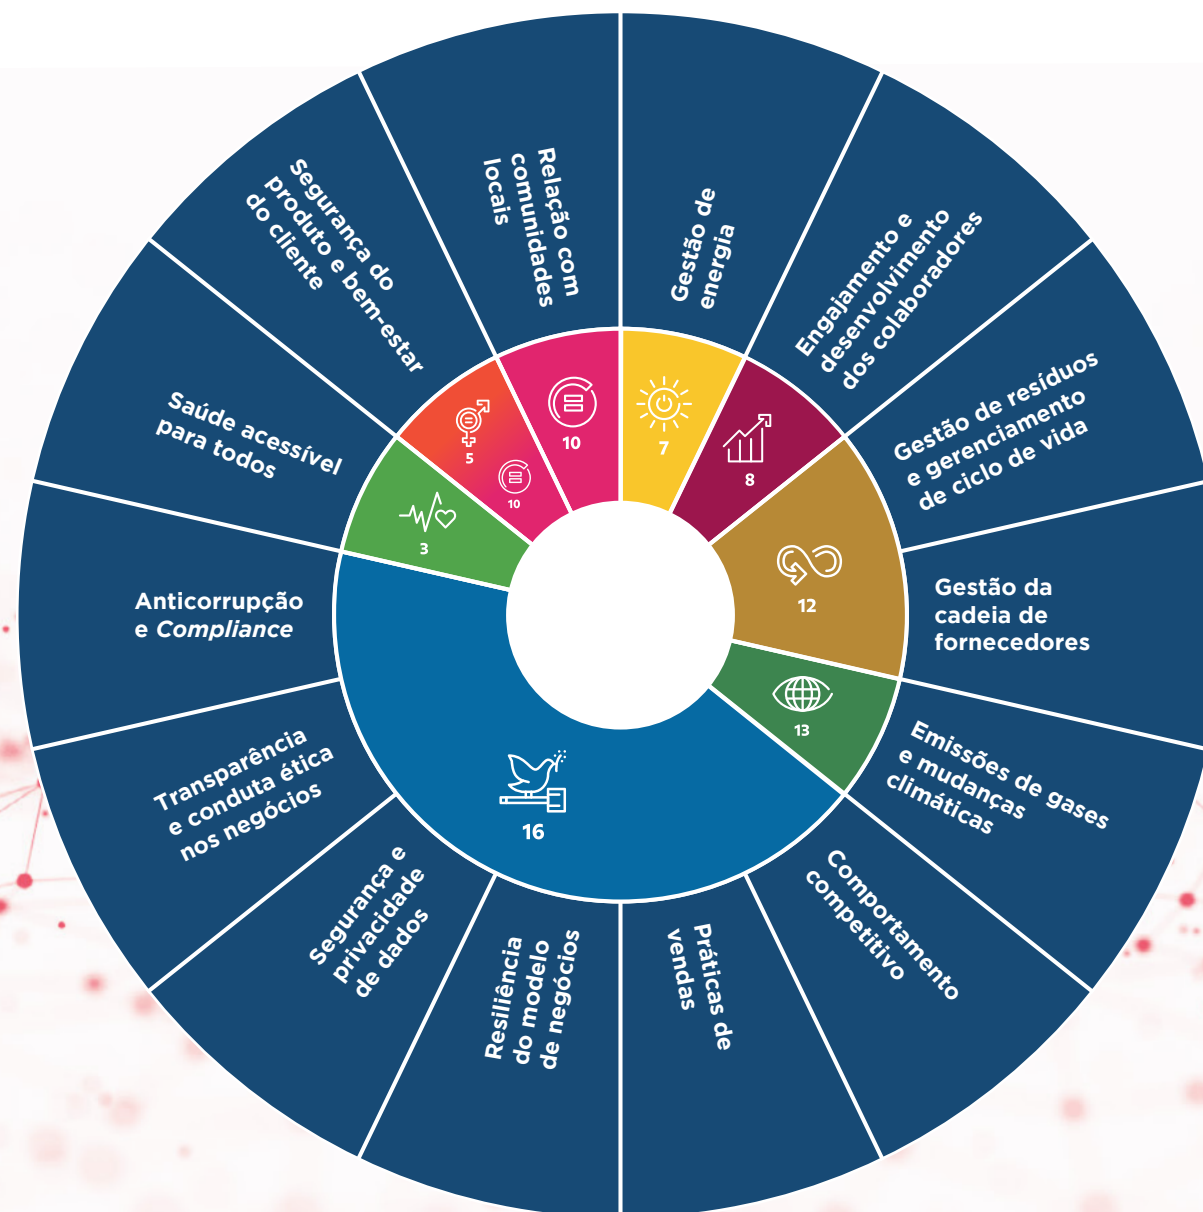 Gestão de
energia
Engajamento e
desenvolvimento
dos colaboradores
Gestão de resíduos
e gerenciamento
de ciclo de vida
Gestão da
cadeia de
fornecedores
Emissões de gases
e mudanças
climáticas
Comportamento
competitivo
Práticas de
vendas
Resiliência
do modelo
de negócios
Segurança e
privacidade
de dados
Transparência
e conduta ética
nos negócios
Anticorrupção
e Compliance
Saúde acessível
para todos
Segurança do
produto e bem-estar
do cliente
Relação com
comunidades
locais
7
8
12
13
16
3
5
10
10